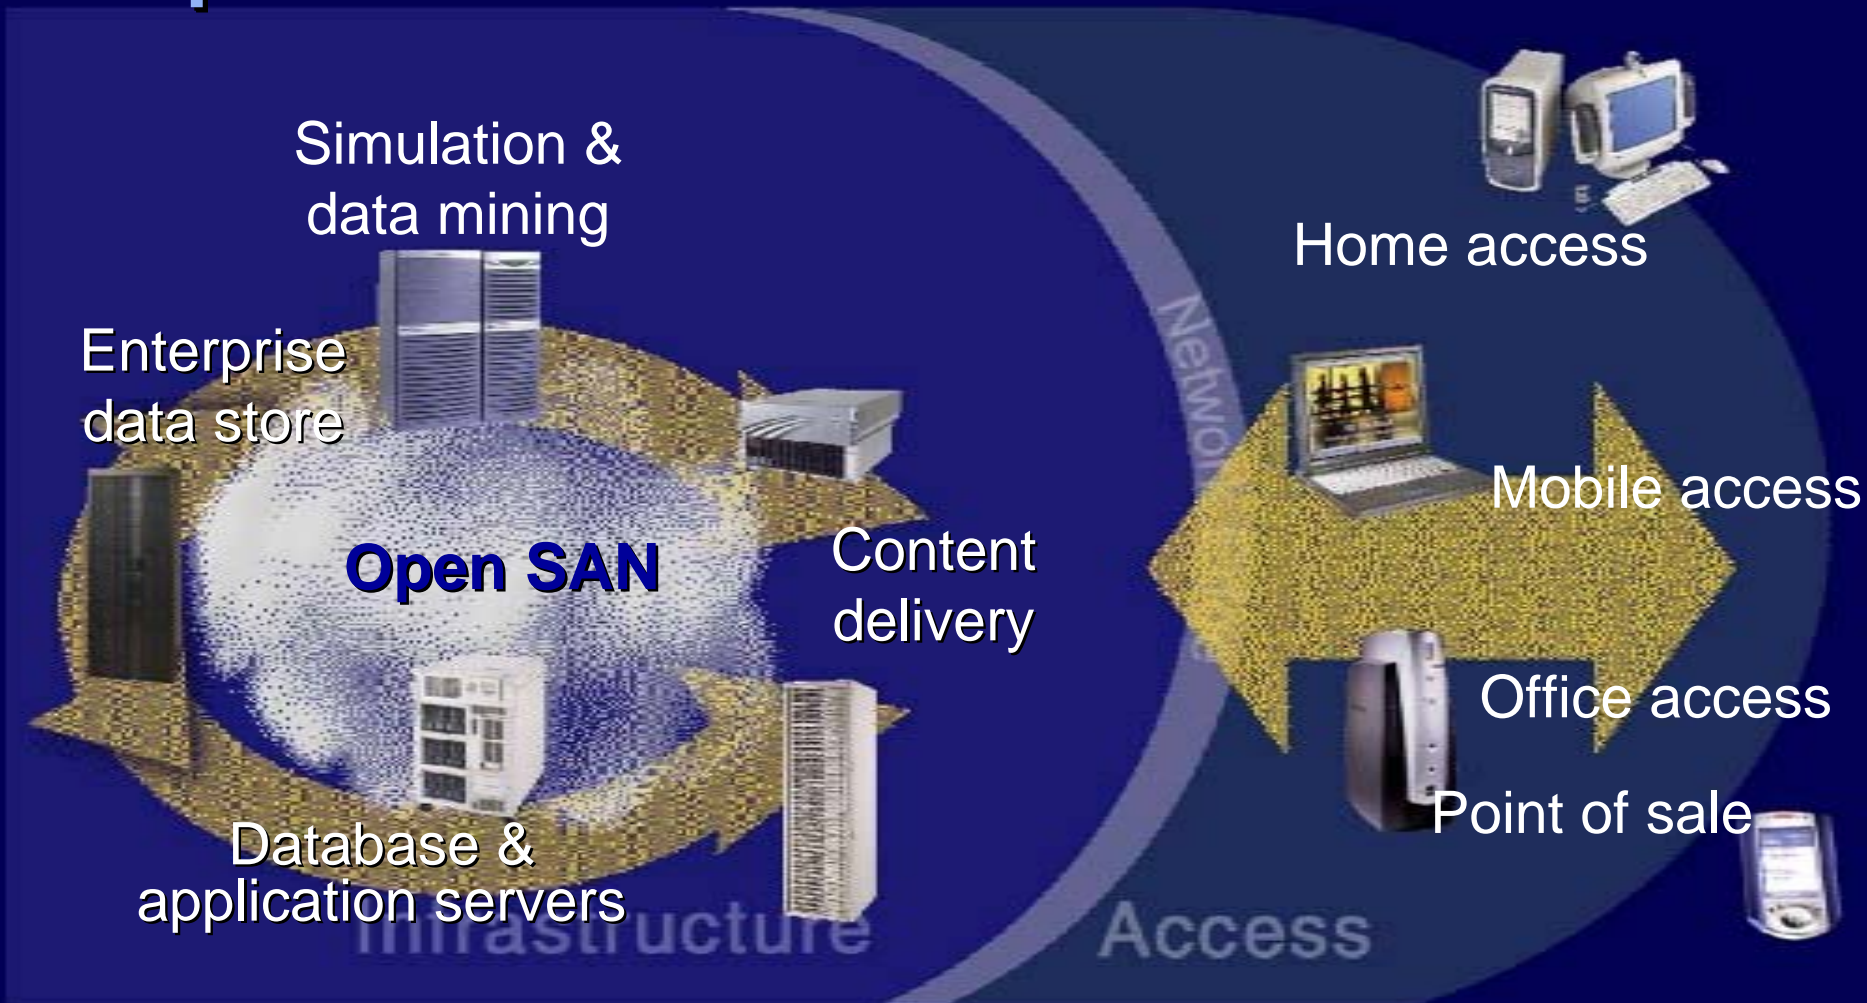 Simulation &
data mining
Enterprise
data store
Open SAN
Content
delivery
Database &
application servers
Infrastructure
Home access
Mobile access
Office access
Point of sale
Access